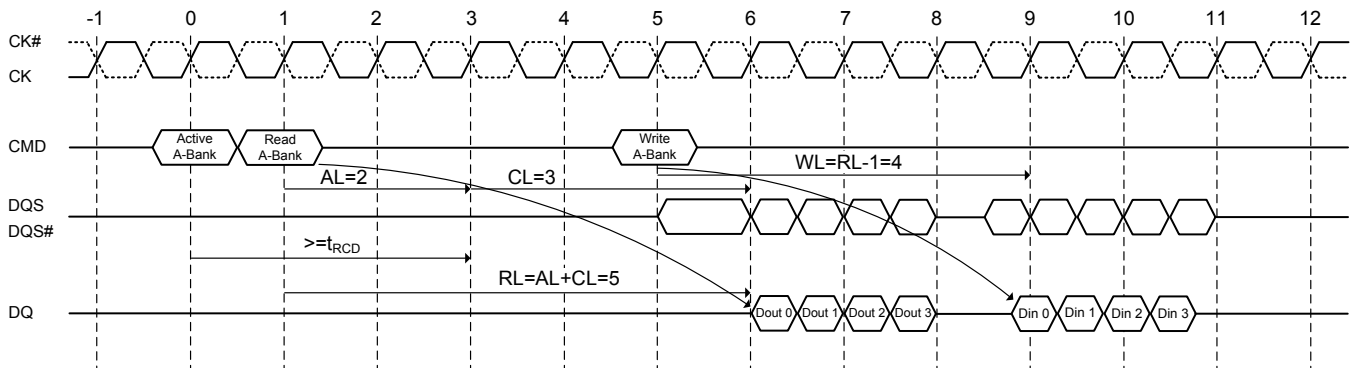 -1 0 1 2 3 4 5 6 7 8 9 10 11 12
CK#
CK
Active Read Write
CMD A-Bank A-Bank A-Bank
WL=RL-1=4
AL=2 CL=3
DQS
DQS#
>=tRCD
RL=AL+CL=5
DQ Dout 0 Dout 1 Dout 2 Dout 3 Din 0 Din 1 Din 2 Din 3